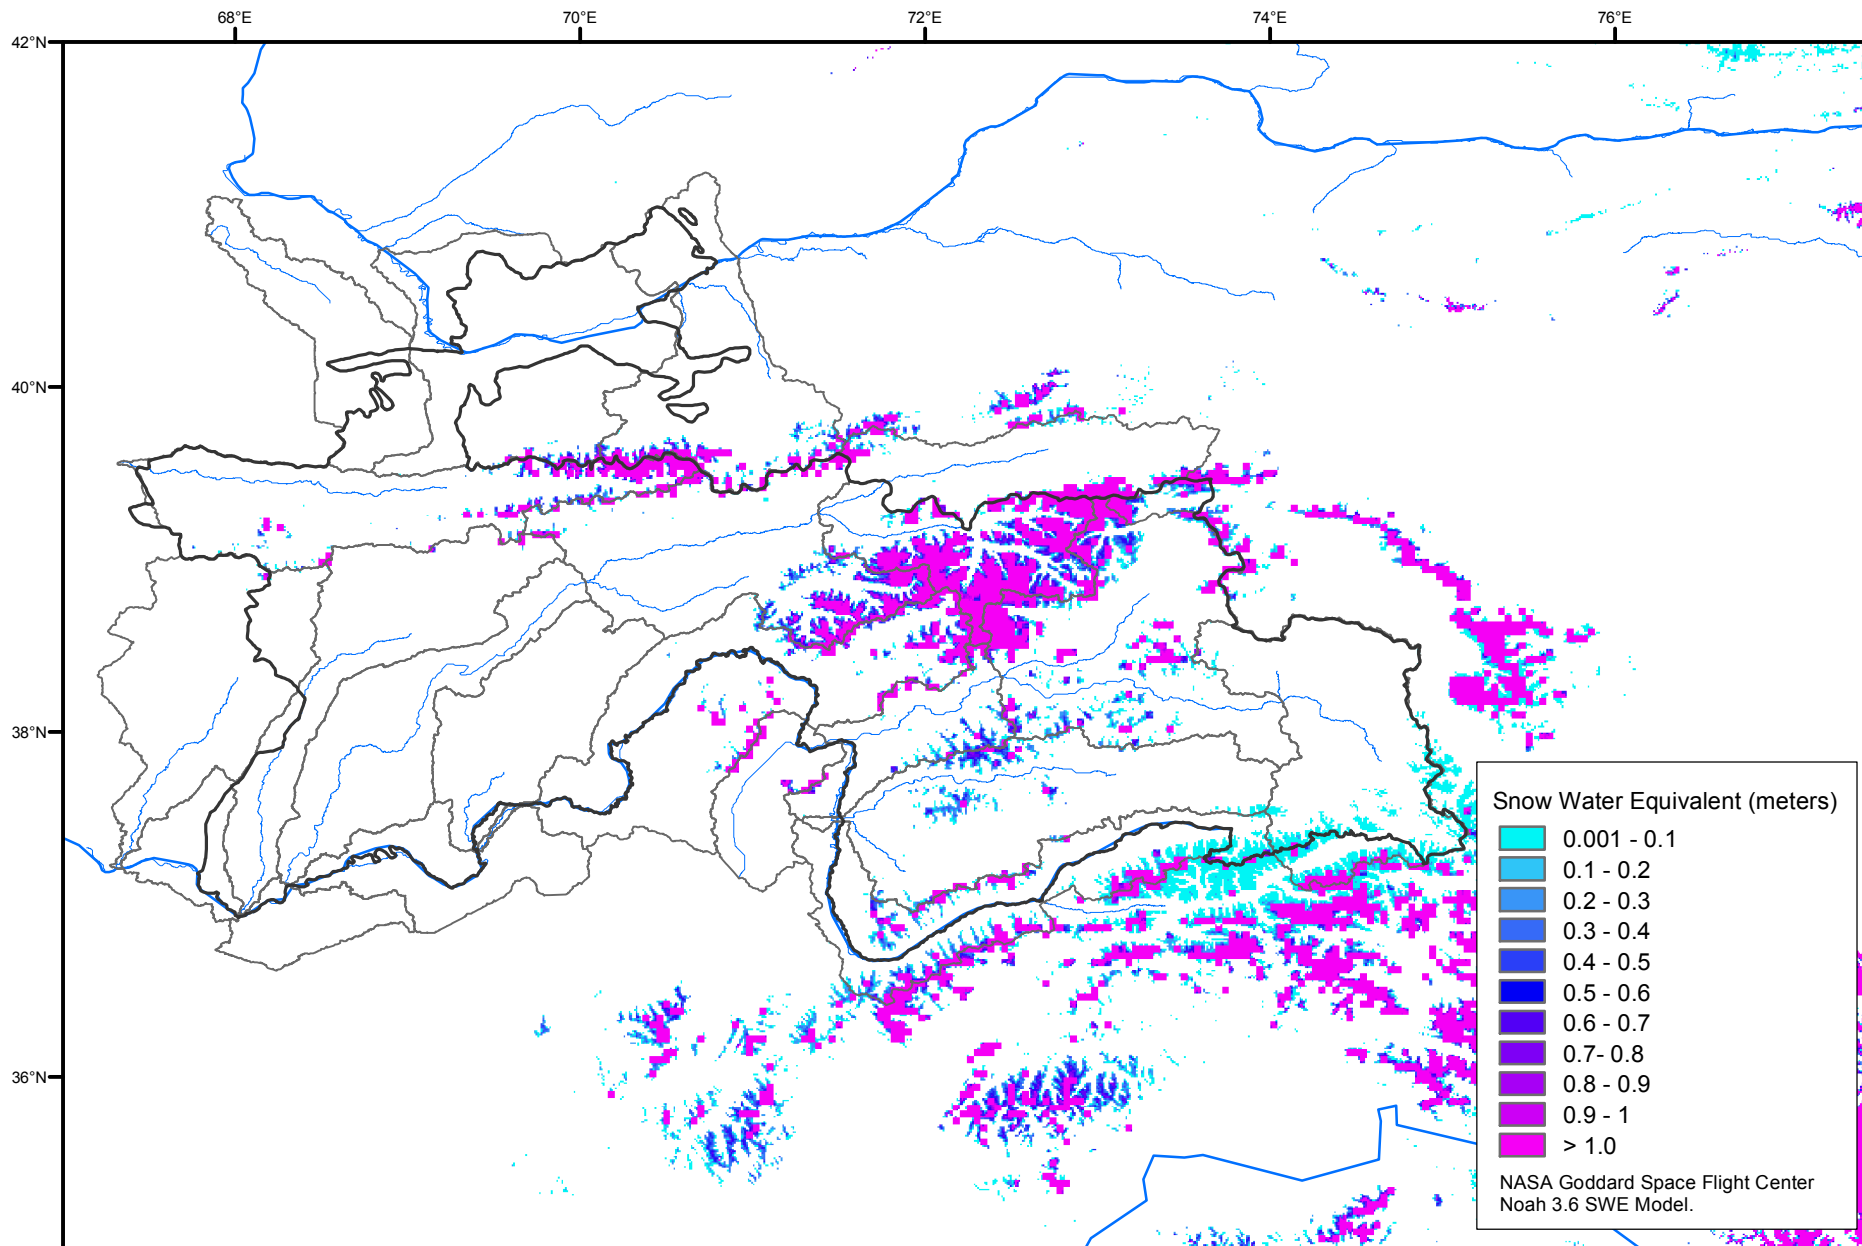 68°E 70°E 72°E 74°E 76°E
42°N
40°N
38°N
36°N
Snow Water Equivalent (meters)
0.001 - 0.1
0.1 - 0.2
0.2 - 0.3
0.3 - 0.4
0.4 - 0.5
0.5 - 0.6
0.6 - 0.7
0.7- 0.8
0.8 - 0.9
0.9 - 1
> 1.0
NASA Goddard Space Flight Center
Noah 3.6 SWE Model.